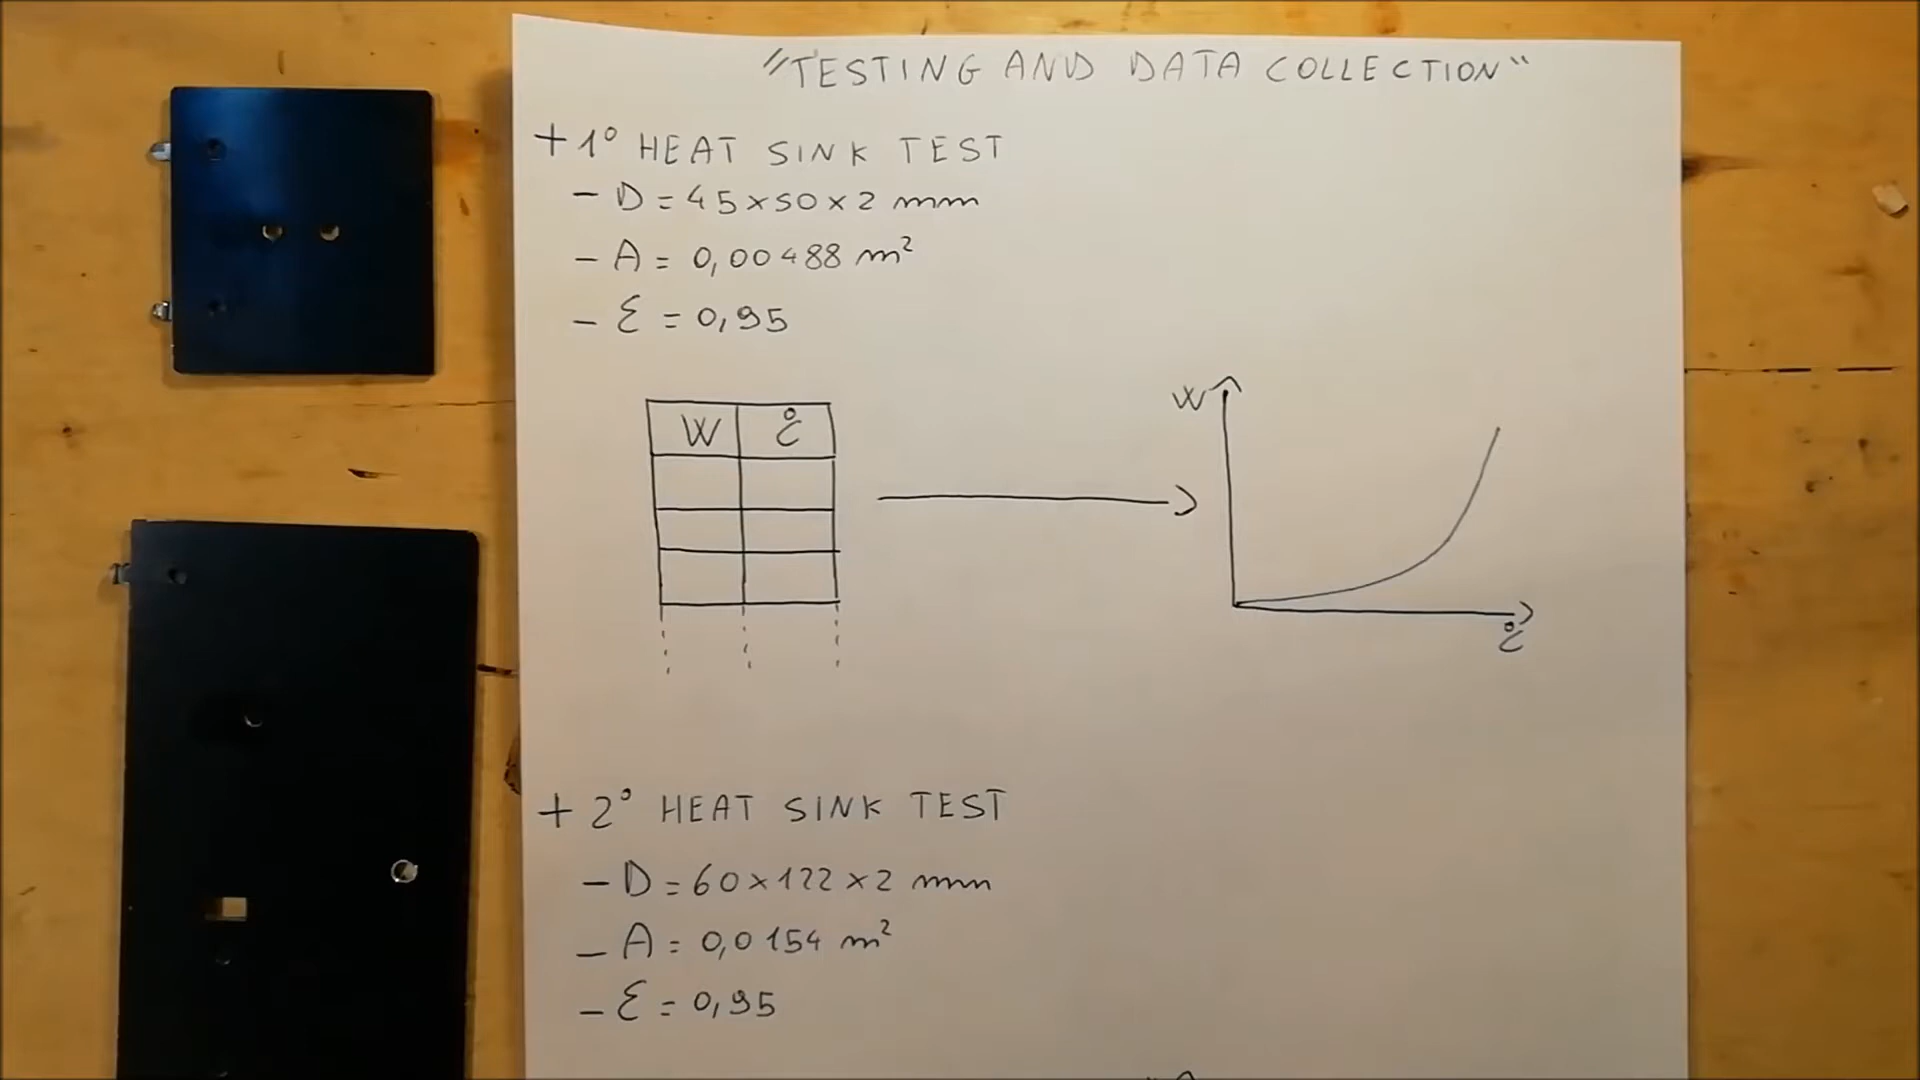 "TESTING AND DATA COLLECTION"
+ 1° HEAT SINK TEST
- D = 45x50x2 mm
- A = 0,00488 m²
- Ɛ = 0,95
W °C
W
°C
+ 2° HEAT SINK TEST
- D = 60x122x2 mm
- A = 0,0154 m²
- Ɛ = 0,95